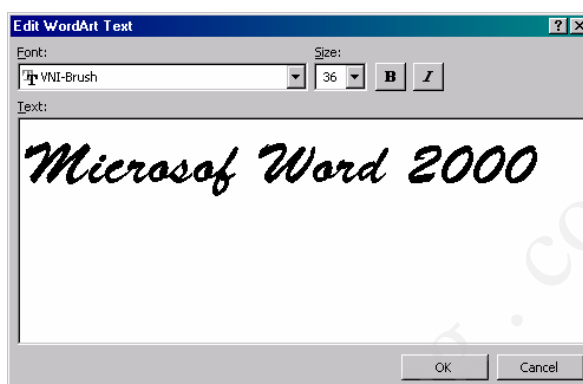 Edit WordArt Text
Font:
Size:
VNI-Brush
36
B
I
Text:
Microsof Word 2000
OK
Cancel